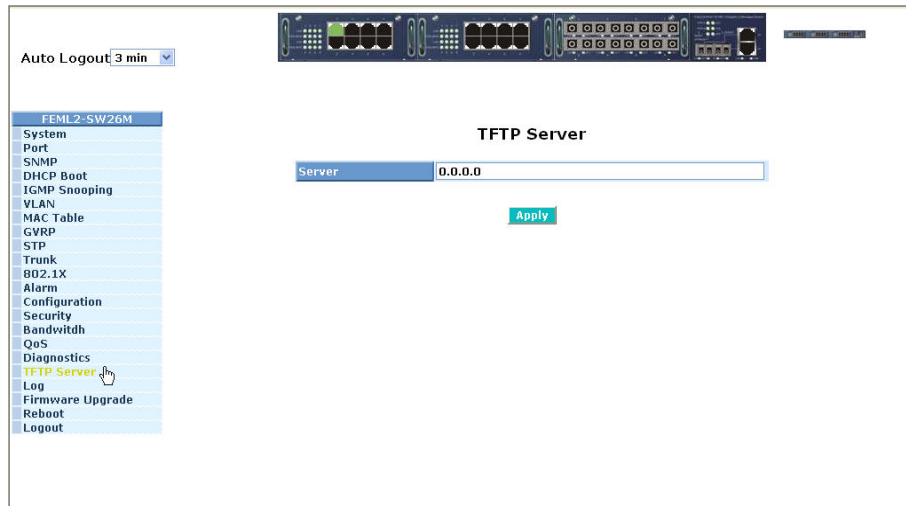 Auto Logout 3 min
FEML2-SW26M
System
Port
SNMP
DHCP Boot
IGMP Snooping
VLAN
MAC Table
GVRP
STP
Trunk
802.1X
Alarm
Configuration
Security
Bandwitdh
QoS
Diagnostics
TFTP Server
Log
Firmware Upgrade
Reboot
Logout
TFTP Server
Server 0.0.0.0
Apply